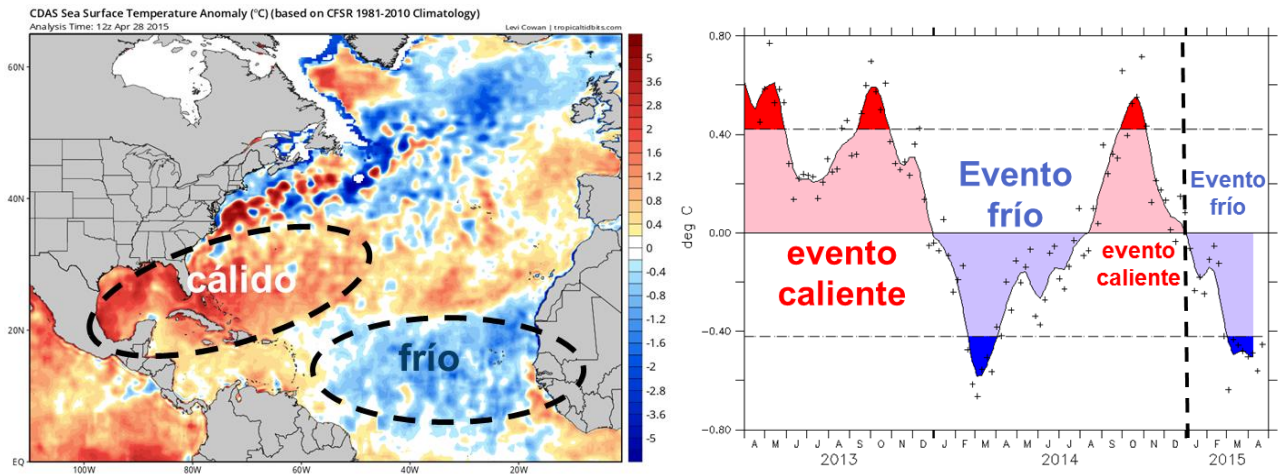 CDAS Sea Surface Temperature Anomaly (°C) (based on CFSR 1981-2010 Climatology)
Analysis Time: 12z Apr 28 2015
Levi Cowan | tropicaltidbits.com
60N
40N
20N
EQ
100W
80W
60W
40W
20W
cálido
frío
5
3.6
2.8
2
1.6
1.2
0.8
0.4
0
-0.4
-0.8
-1.2
-1.6
-2
-2.8
-3.6
-5
0.80
0.40
0.00
-0.40
-0.80
deg C
Evento
frío
Evento
frío
evento
caliente
evento
caliente
A M J J A S O N D J F M A M J J A S O N D J F M A
2013
2014
2015